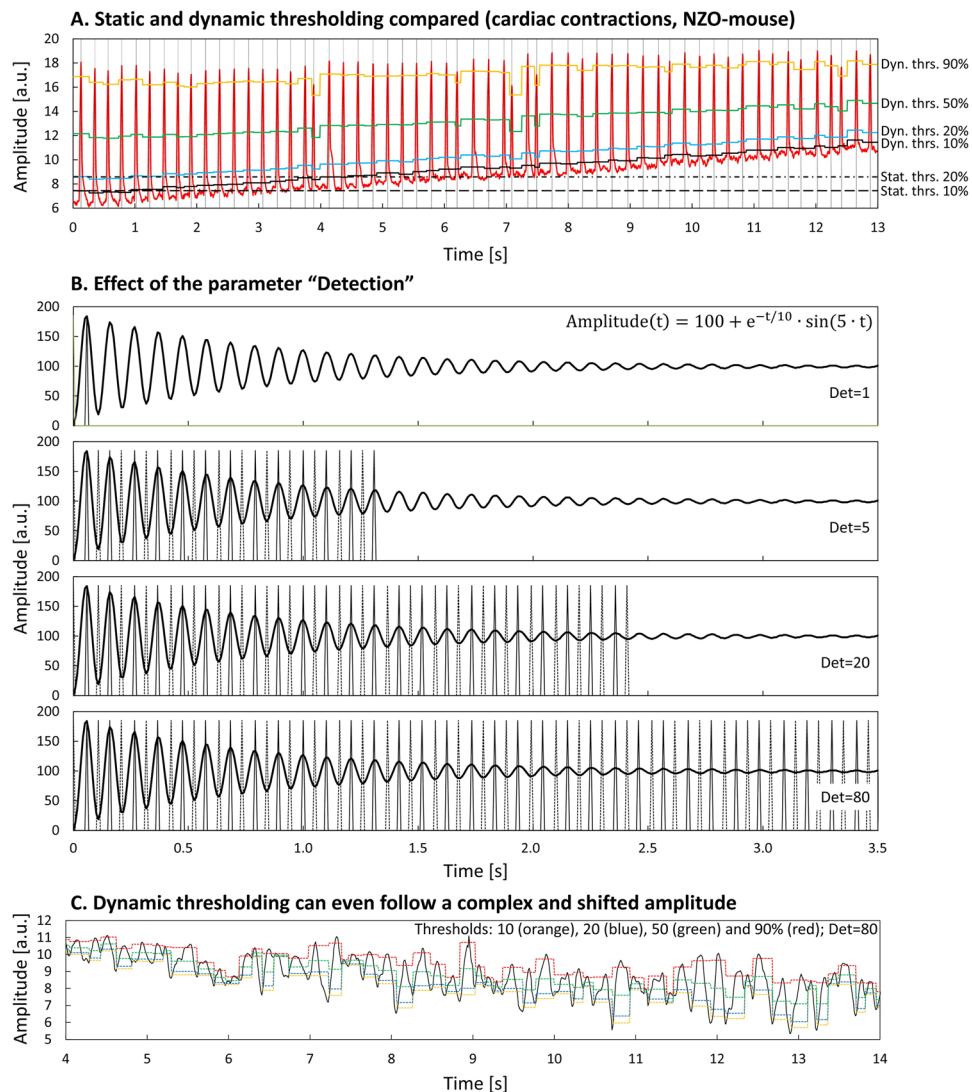 A. Static and dynamic thresholding compared (cardiac contractions, NZO-mouse)
Amplitude [a.u.]
20
18
16
14
12
10
8
6
Dyn. thrs. 90%
Dyn. thrs. 50%
Dyn. thrs. 20%
Dyn. thrs. 10%
Stat. thrs. 20%
Stat. thrs. 10%
0 1 2 3 4 5 6 7 8 9 10 11 12 13
Time [s]
B. Effect of the parameter “Detection”
Amplitude(t) = 100 + e^{−t/10} · sin(5 · t)
200
150
100
50
0
Det=1
200
150
100
50
0
Det=5
Amplitude [a.u.]
200
150
100
50
0
Det=20
200
150
100
50
0
Det=80
0 0.5 1.0 1.5 2.0 2.5 3.0 3.5
Time [s]
C. Dynamic thresholding can even follow a complex and shifted amplitude
Thresholds: 10 (orange), 20 (blue), 50 (green) and 90% (red); Det=80
Amplitude [a.u.]
12
11
10
9
8
7
6
5
4 5 6 7 8 9 10 11 12 13 14
Time [s]